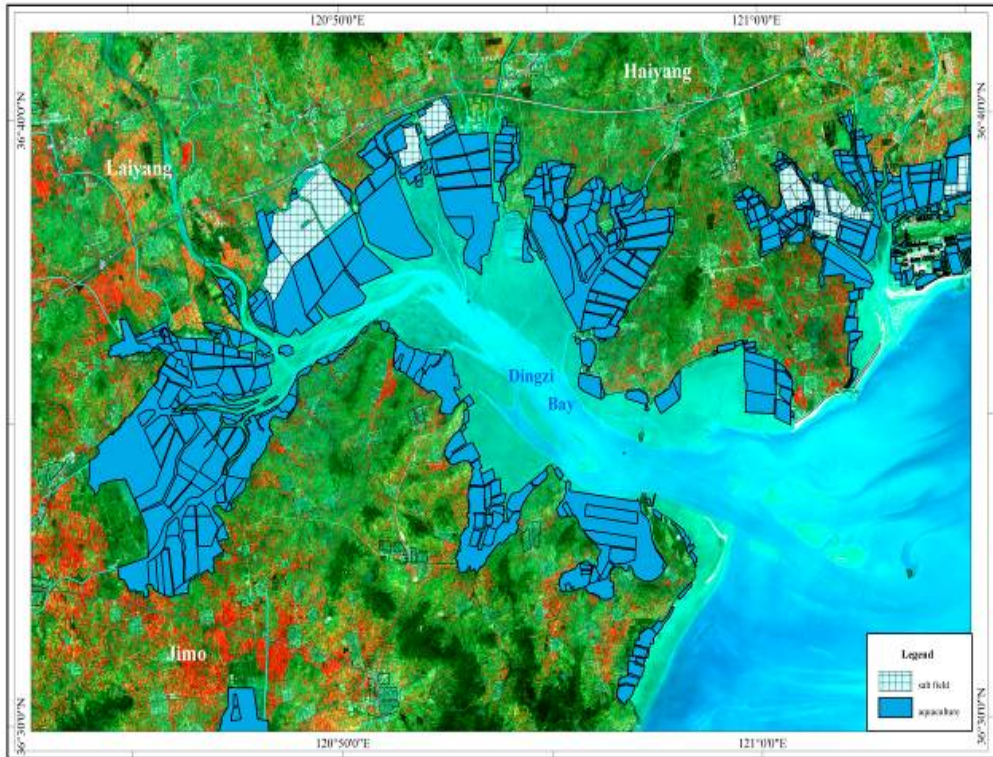 120°50'0"E
121°0'0"E
Haiyang
36°40'0"N
36°40'0"N
Laiyang
Dingzi
Bay
Jimo
Legend
salt field
aquaculture
36°30'0"N
36°30'0"N
120°50'0"E
121°0'0"E